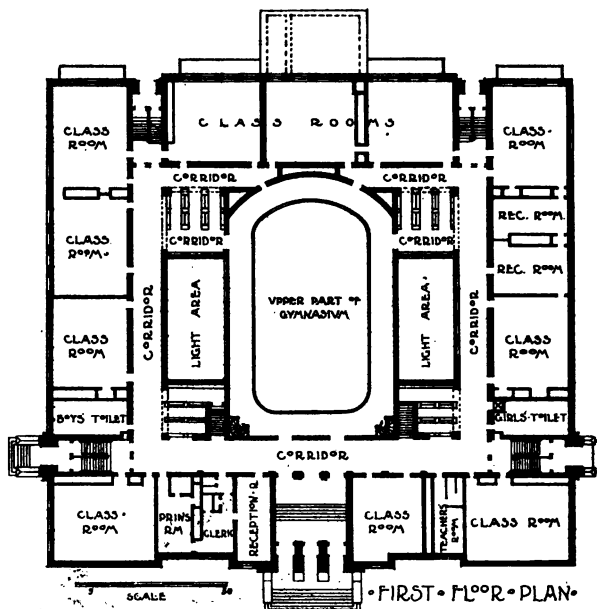 CLASS ROOM
CLASS ROOMS
CLASS-
ROOM
CORRIDOR
CORRIDOR
REC. ROOM.
CORRIDOR
CORRIDOR
CLASS.
ROOM.
REC. ROOM
UPPER PART OF
GYMNASIUM
LIGHT AREA
LIGHT AREA.
CORRIDOR
CORRIDOR
CLASS
ROOM
CLASS
ROOM
BOYS' TOILET
GIRLS' TOILET
CORRIDOR
CLASS-
ROOM
PRIN'S
RM
CLERK
RECEPTION-R.
CLASS
ROOM
TEACHERS
ROOM
CLASS ROOM
SCALE
•FIRST•FLOOR•PLAN•